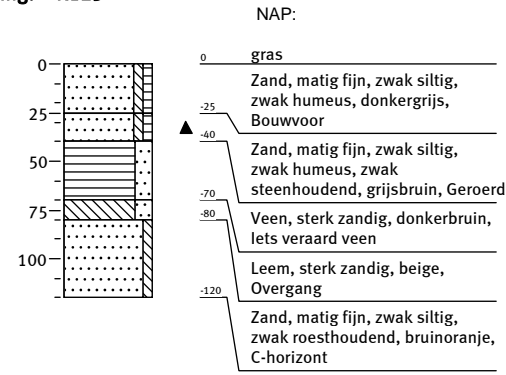 NAP:
0
25
50
75
100
0
gras
Zand, matig fijn, zwak siltig,
zwak humeus, donkergrijs,
Bouwvoor
-25
Zand, matig fijn, zwak siltig,
zwak humeus, zwak
steenhoudend, grijsbruin, Geroerd
-40
Veen, sterk zandig, donkerbruin,
Iets veraard veen
-70
Leem, sterk zandig, beige,
Overgang
-80
Zand, matig fijn, zwak siltig,
zwak roesthoudend, bruinoranje,
C-horizont
-120